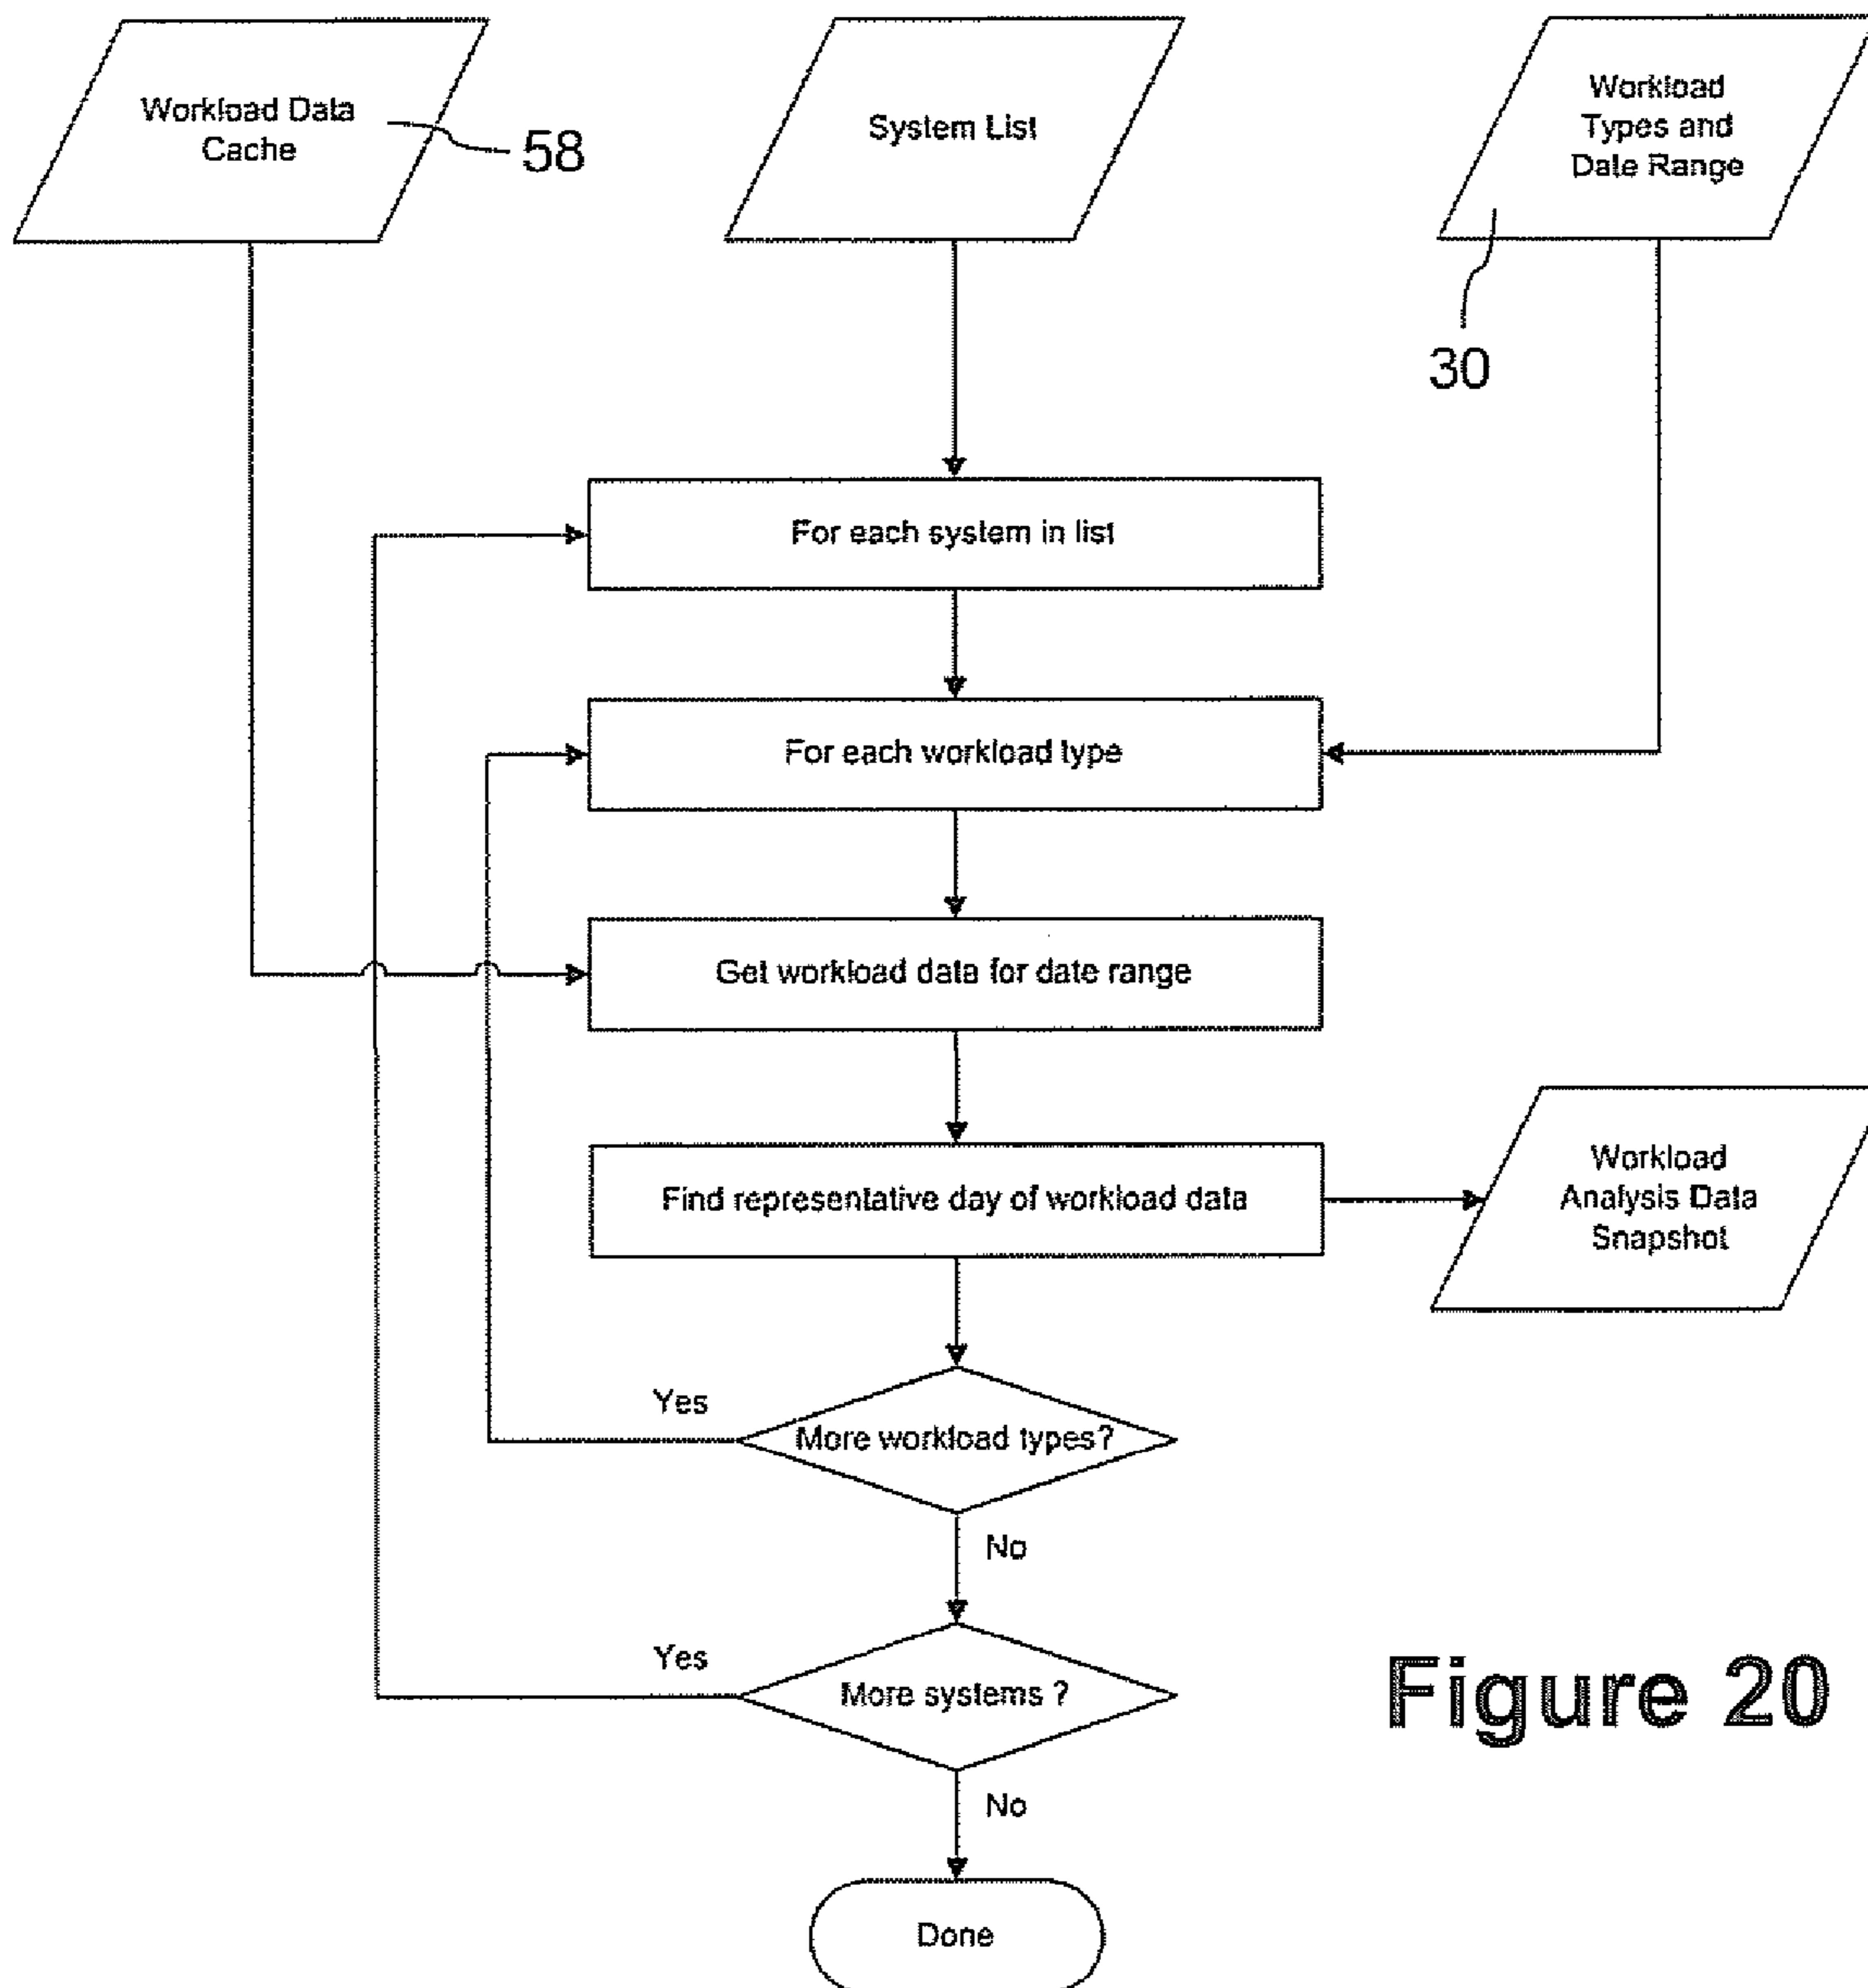 Workload Data
Cache
58
System List
Workload
Types and
Date Range
30
For each system in list
For each workload type
Get workload data for date range
Find representative day of workload data
Workload
Analysis Data
Snapshot
Yes
More workload types?
No
Yes
More systems ?
No
Figure 20
Done